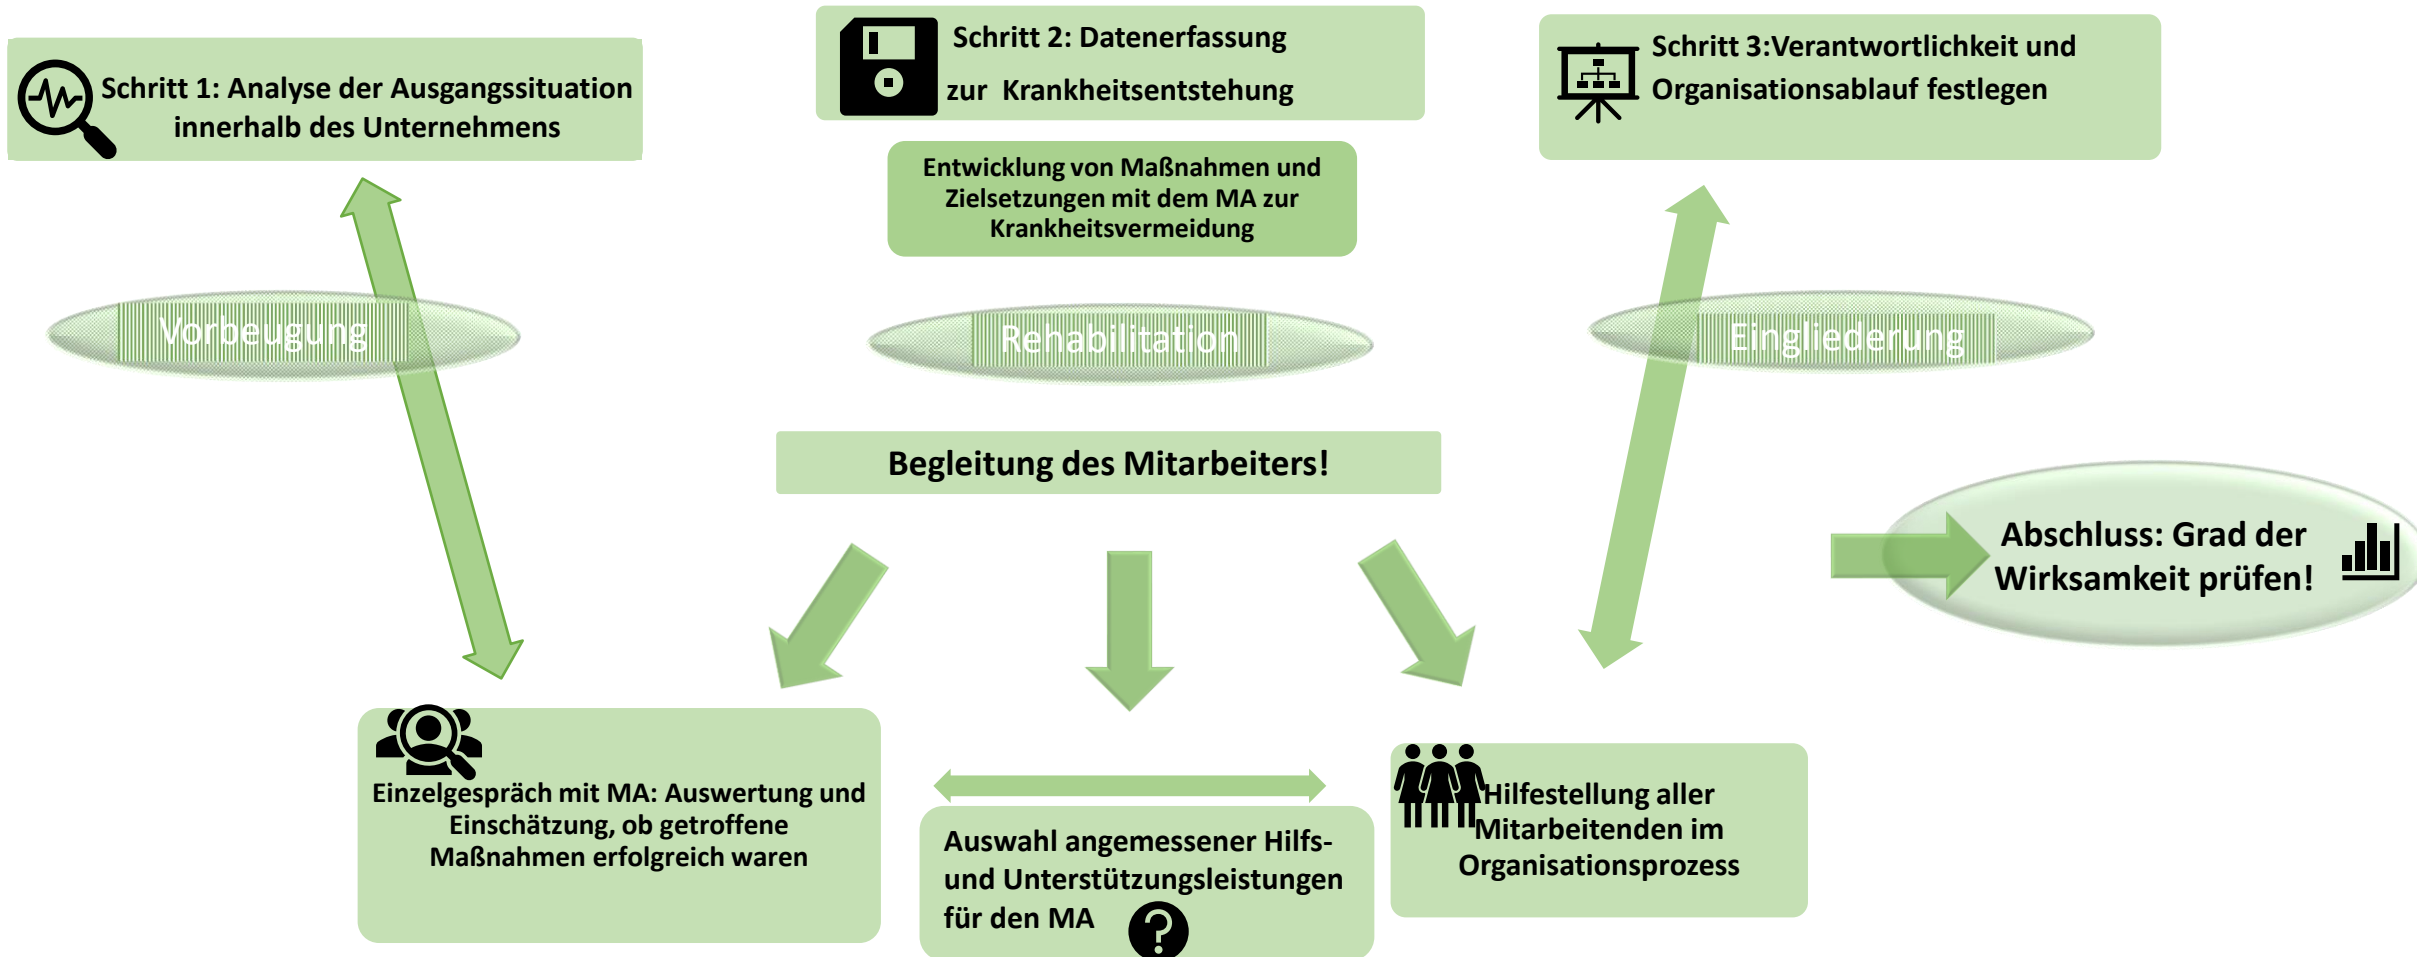 Schritt 1: Analyse der Ausgangssituation
innerhalb des Unternehmens
Schritt 2: Datenerfassung
zur Krankheitsentstehung
Schritt 3:Verantwortlichkeit und
Organisationsablauf festlegen
Entwicklung von Maßnahmen und
Zielsetzungen mit dem MA zur
Krankheitsvermeidung
Vorbeugung
Rehabilitation
Eingliederung
Begleitung des Mitarbeiters!
Abschluss: Grad der
Wirksamkeit prüfen!
Einzelgespräch mit MA: Auswertung und
Einschätzung, ob getroffene
Maßnahmen erfolgreich waren
Auswahl angemessener Hilfs-
und Unterstützungsleistungen
für den MA
?
Hilfestellung aller
Mitarbeitenden im
Organisationsprozess